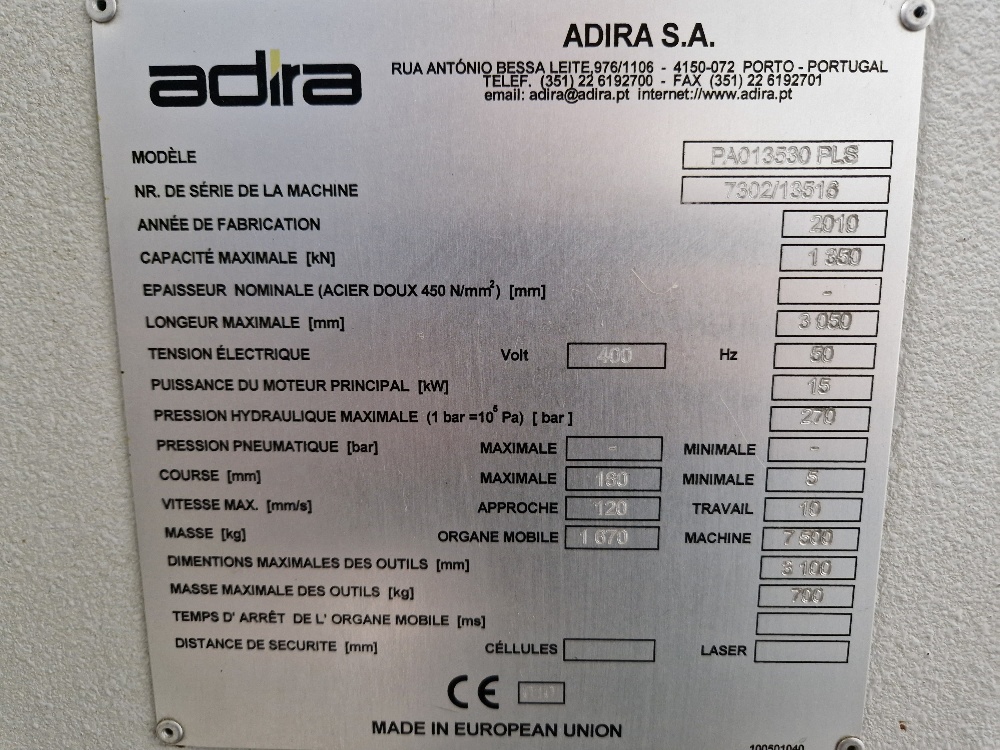 adira
ADIRA S.A.
RUA ANTÓNIO BESSA LEITE,976/1106 - 4150-072 PORTO - PORTUGAL
TELEF. (351) 22 6192700 - FAX (351) 22 6192701
email: adira@adira.pt internet://www.adira.pt
MODÈLE PA013530 PLS
NR. DE SÉRIE DE LA MACHINE 7302/13516
ANNÉE DE FABRICATION 2010
CAPACITÉ MAXIMALE [kN] 1 350
EPAISSEUR NOMINALE (ACIER DOUX 450 N/mm²) [mm] -
LONGEUR MAXIMALE [mm] 3 050
TENSION ÉLECTRIQUE Volt 400 Hz 50
PUISSANCE DU MOTEUR PRINCIPAL [kW] 15
PRESSION HYDRAULIQUE MAXIMALE (1 bar =10⁵ Pa) [ bar ] 270
PRESSION PNEUMATIQUE [bar] MAXIMALE - MINIMALE -
COURSE [mm] MAXIMALE 160 MINIMALE 5
VITESSE MAX. [mm/s] APPROCHE 120 TRAVAIL 10
MASSE [kg] ORGANE MOBILE 1 670 MACHINE 7 500
DIMENTIONS MAXIMALES DES OUTILS [mm] 3 100
MASSE MAXIMALE DES OUTILS [kg] 700
TEMPS D' ARRÊT DE L' ORGANE MOBILE [ms]
DISTANCE DE SECURITE [mm] CÉLLULES LASER
CE
MADE IN EUROPEAN UNION
100501040